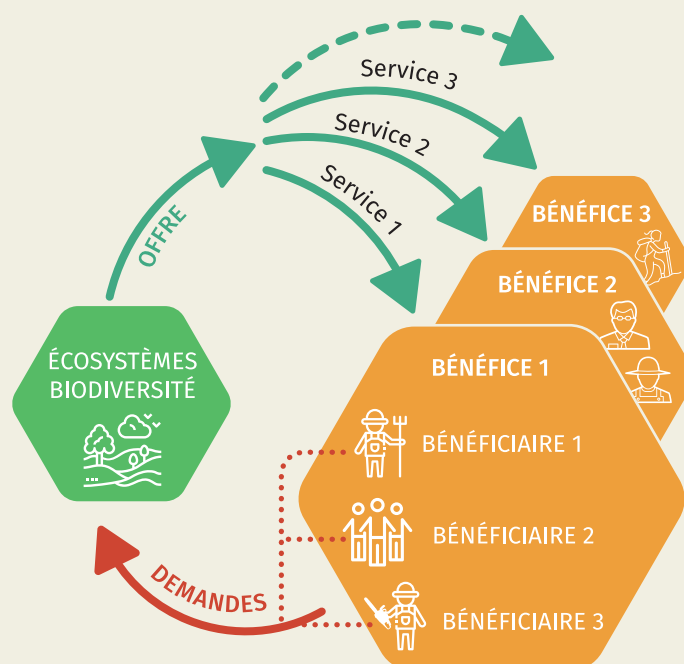 Service 3
Service 2
Service 1
OFFRE
BÉNÉFICE 3
BÉNÉFICE 2
BÉNÉFICE 1
ÉCOSYSTÈMES
BIODIVERSITÉ
BÉNÉFICIAIRE 1
BÉNÉFICIAIRE 2
BÉNÉFICIAIRE 3
DEMANDES